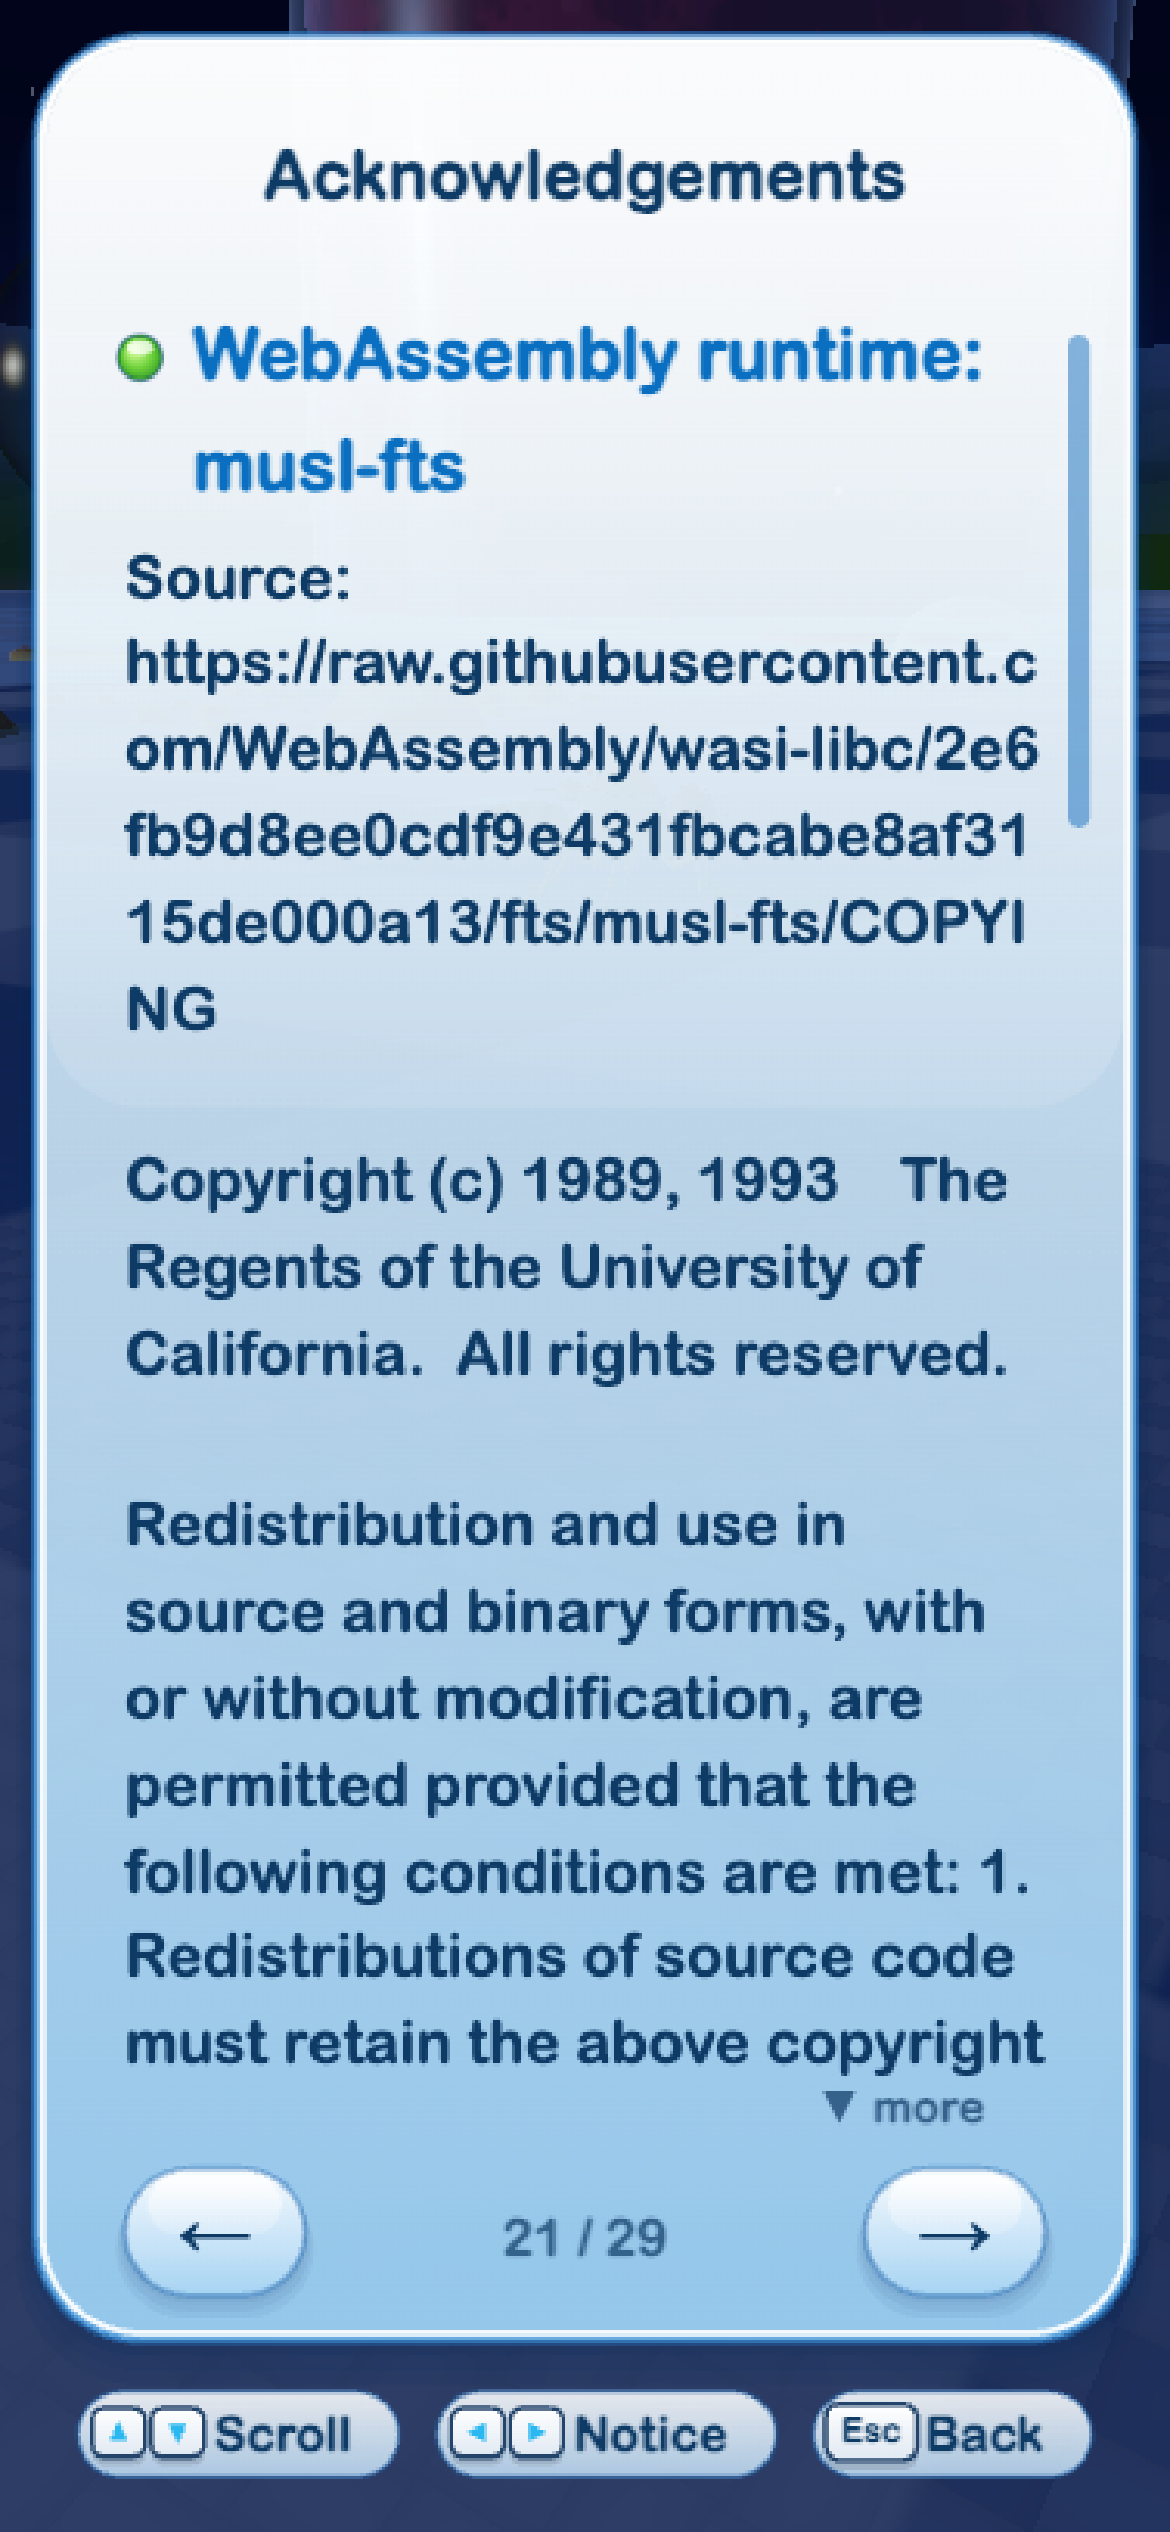 Acknowledgements
WebAssembly runtime:
musl-fts
Source:
https://raw.githubusercontent.c
om/WebAssembly/wasi-libc/2e6
fb9d8ee0cdf9e431fbcabe8af31
15de000a13/fts/musl-fts/COPYI
NG
Copyright (c) 1989, 1993    The
Regents of the University of
California.  All rights reserved.
Redistribution and use in
source and binary forms, with
or without modification, are
permitted provided that the
following conditions are met: 1.
Redistributions of source code
must retain the above copyright
▼ more
← 21 / 29 →
▲ ▼ Scroll ◀ ▶ Notice Esc Back